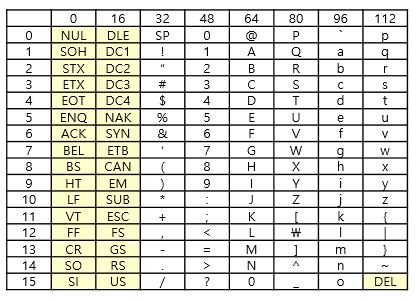 0 16 32 48 64 80 96 112
0 NUL DLE SP 0 @ P ` p
1 SOH DC1 ! 1 A Q a q
2 STX DC2 “ 2 B R b r
3 ETX DC3 # 3 C S c s
4 EOT DC4 $ 4 D T d t
5 ENQ NAK % 5 E U e u
6 ACK SYN & 6 F V f v
7 BEL ETB ‘ 7 G W g w
8 BS CAN ( 8 H X h x
9 HT EM ) 9 I Y i y
10 LF SUB * : J Z j z
11 VT ESC + ; K [ k {
12 FF FS , < L ₩ l |
13 CR GS - = M ] m }
14 SO RS . > N ^ n ~
15 SI US / ? 0 _ o DEL